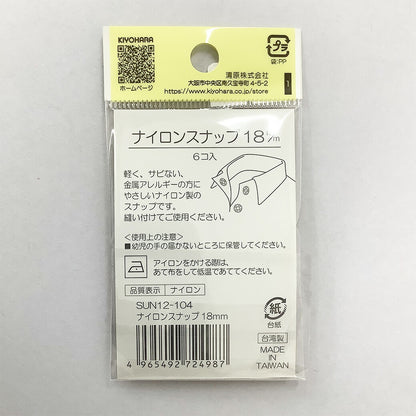 KIYOHARA
ホームページ
清原株式会社
大阪市中央区南久宝寺町4-5-2
https://www.kiyohara.co.jp/store
プラ
袋:PP
1
ナイロンスナップ 18m/m
6コ入
軽く、サビない、
金属アレルギーの方に
やさしいナイロン製の
スナップです。
縫い付けてご使用ください。
<使用上の注意>
■幼児の手の届かないところに保管してください。
アイロンをかける際は、
あて布をして低温であててください。
品質表示 ナイロン
SUN12-104
ナイロンスナップ 18mm
4 965492 724987
紙
台紙
台湾製
MADE
IN
TAIWAN